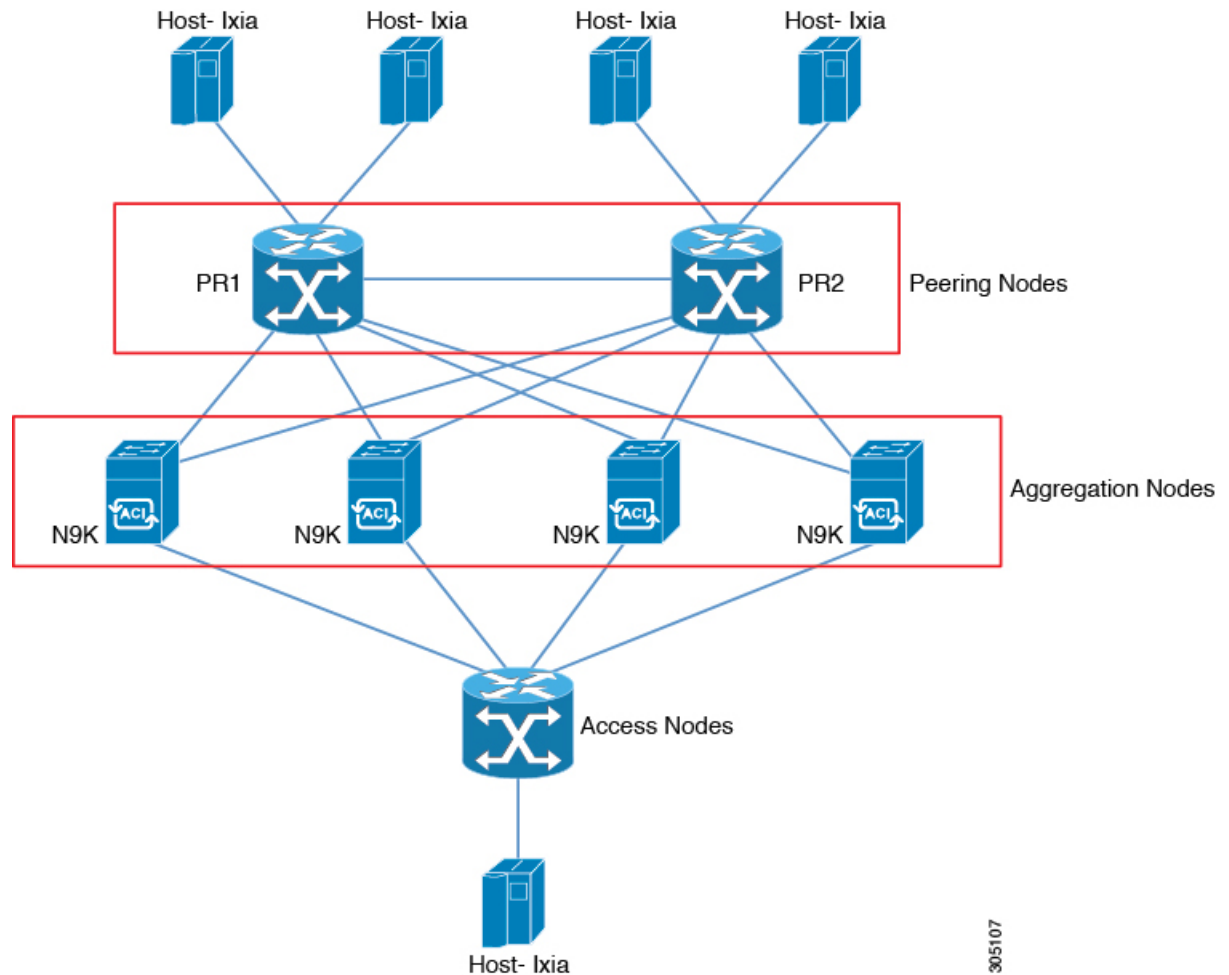 Host- Ixia
Host- Ixia
Host- Ixia
Host- Ixia
PR1
PR2
Peering Nodes
ACI
ACI
ACI
ACI
Aggregation Nodes
N9K
N9K
N9K
N9K
Access Nodes
Host- Ixia
305107